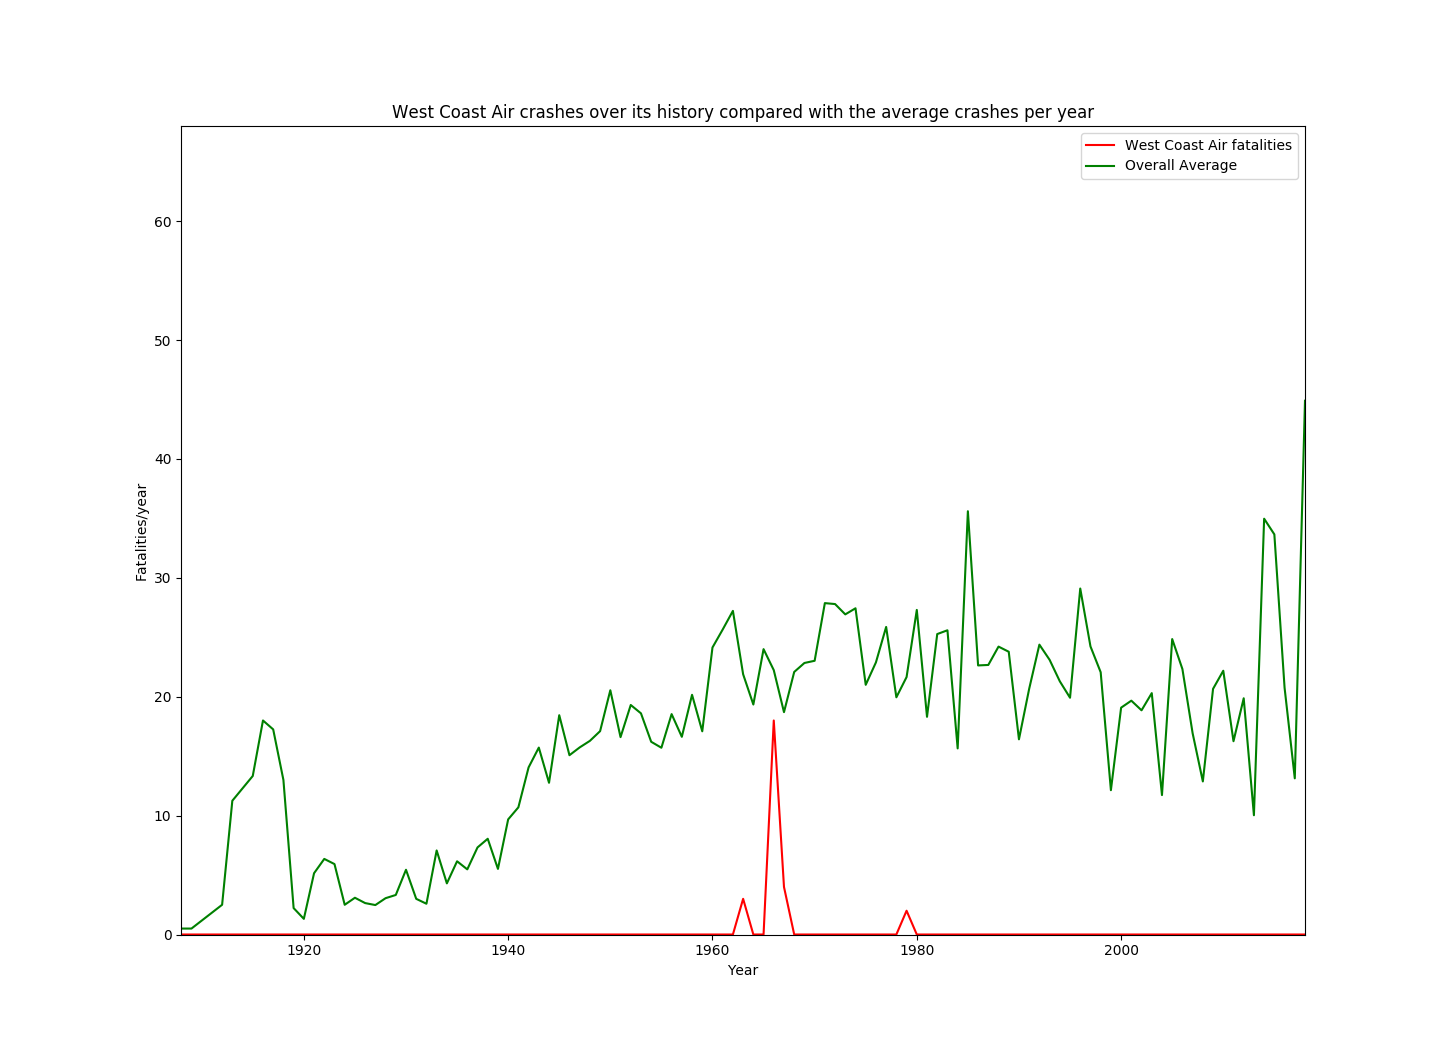 West Coast Air crashes over its history compared with the average crashes per year
West Coast Air fatalities
Overall Average
60
50
40
30
20
10
0
Fatalities/year
1920 1940 1960 1980 2000
Year